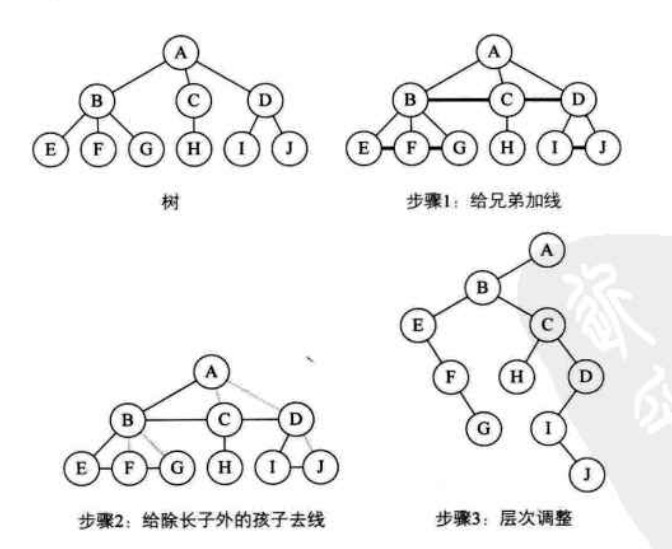 A
B C D
E F G H I J
树
A
B C D
E F G H I J
步骤1：给兄弟加线
A
B C D
E F G H I J
步骤2：给除长子外的孩子去线
A
B
E C
F H D
G I
J
步骤3：层次调整